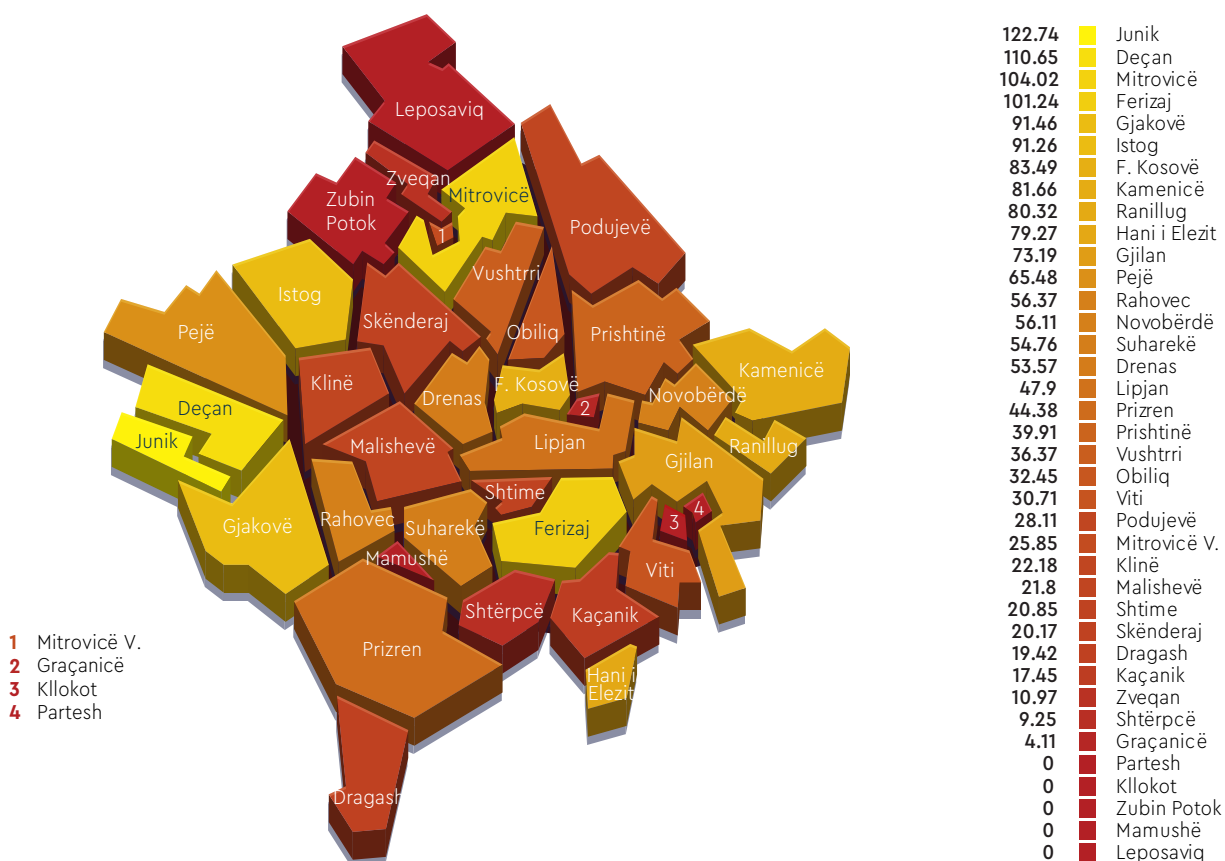 Leposaviq
Zveqan
Mitrovicë
Zubin
Potok
1
Podujevë
Vushtrri
Istog
Skënderaj
Obiliq
Prishtinë
Pejë
Kamenicë
Klinë
Drenas
F. Kosovë
Novobërdë
2
Deçan
Junik
Malishevë
Lipjan
Ranillug
Gjilan
Shtime
Gjakovë
Rahovec
Suharekë
Ferizaj
3
4
Mamushë
Viti
Shtërpcë
Kaçanik
Prizren
Hani i
Elezit
Dragash
1 Mitrovicë V.
2 Graçanicë
3 Kllokot
4 Partesh
122.74 Junik
110.65 Deçan
104.02 Mitrovicë
101.24 Ferizaj
91.46 Gjakovë
91.26 Istog
83.49 F. Kosovë
81.66 Kamenicë
80.32 Ranillug
79.27 Hani i Elezit
73.19 Gjilan
65.48 Pejë
56.37 Rahovec
56.11 Novobërdë
54.76 Suharekë
53.57 Drenas
47.9 Lipjan
44.38 Prizren
39.91 Prishtinë
36.37 Vushtrri
32.45 Obiliq
30.71 Viti
28.11 Podujevë
25.85 Mitrovicë V.
22.18 Klinë
21.8 Malishevë
20.85 Shtime
20.17 Skënderaj
19.42 Dragash
17.45 Kaçanik
10.97 Zveqan
9.25 Shtërpcë
4.11 Graçanicë
0 Partesh
0 Kllokot
0 Zubin Potok
0 Mamushë
0 Leposaviq